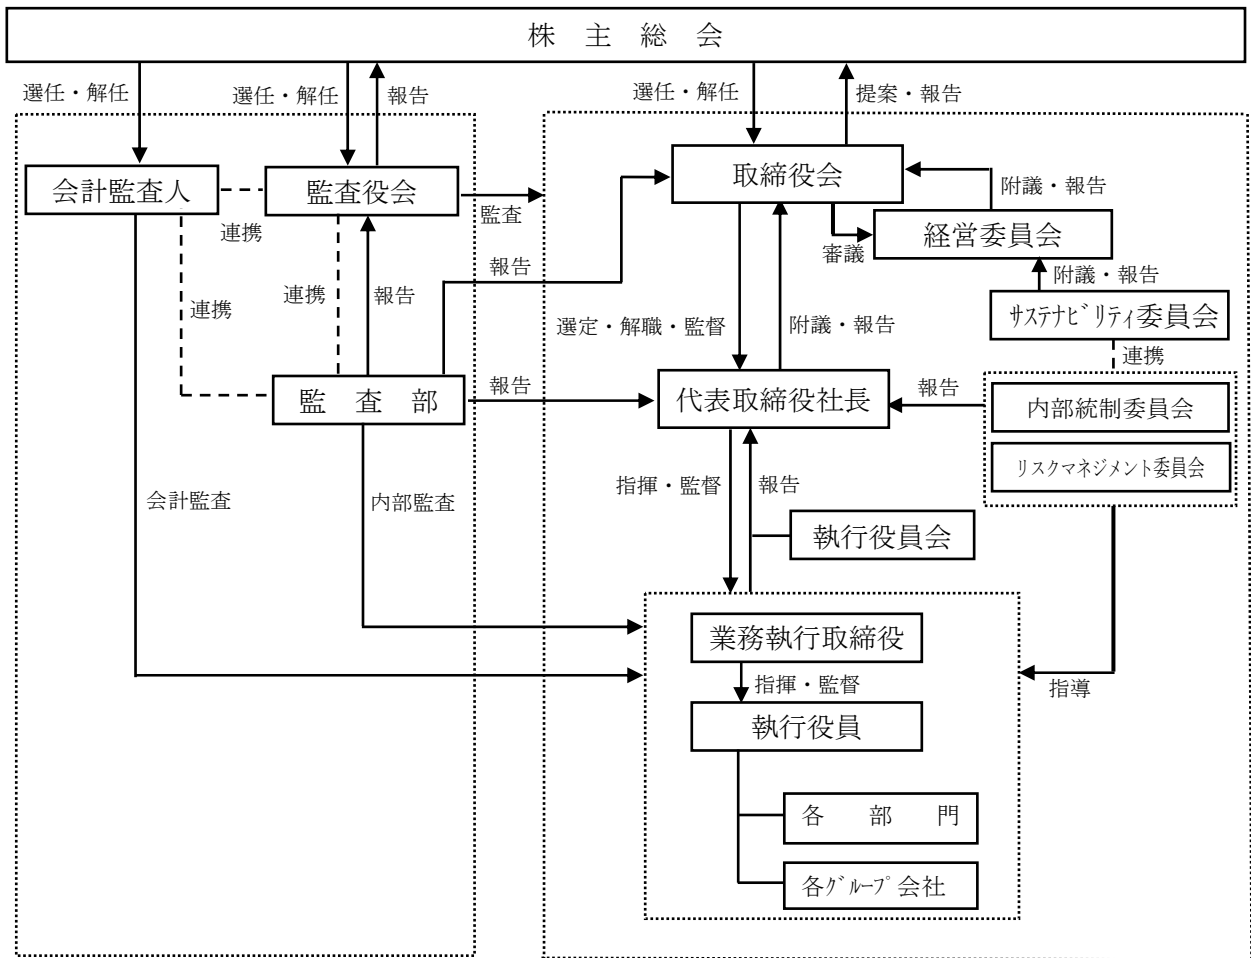 株 主 総 会
選任・解任
選任・解任
報告
選任・解任
提案・報告
会計監査人
監査役会
取締役会
連携
監査
附議・報告
審議
経営委員会
報告
附議・報告
連携
連携
報告
選定・解職・監督
附議・報告
ｻｽﾃﾅﾋﾞﾘﾃｨ委員会
連携
監 査 部
報告
代表取締役社長
報告
内部統制委員会
ﾘｽｸﾏﾈｼﾞﾒﾝﾄ委員会
会計監査
内部監査
指揮・監督
報告
執行役員会
業務執行取締役
指揮・監督
指導
執行役員
各 部 門
各ｸﾞﾙｰﾌﾟ会社